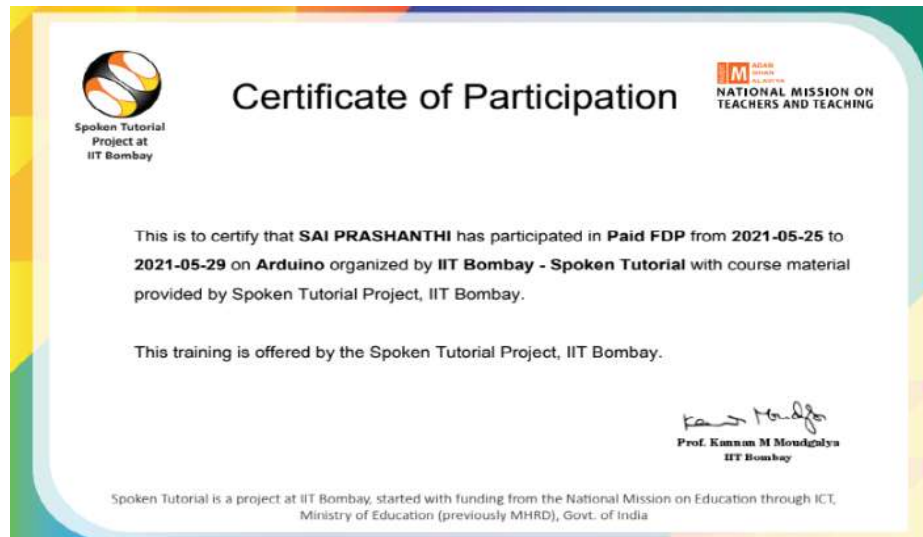 Spoken Tutorial
Project at
IIT Bombay
Certificate of Participation
M
NATIONAL MISSION ON
TEACHERS AND TEACHING
This is to certify that SAI PRASHANTHI has participated in Paid FDP from 2021-05-25 to
2021-05-29 on Arduino organized by IIT Bombay - Spoken Tutorial with course material
provided by Spoken Tutorial Project, IIT Bombay.
This training is offered by the Spoken Tutorial Project, IIT Bombay.
Prof. Kannan M Moudgalya
IIT Bombay
Spoken Tutorial is a project at IIT Bombay, started with funding from the National Mission on Education through ICT,
Ministry of Education (previously MHRD), Govt. of India